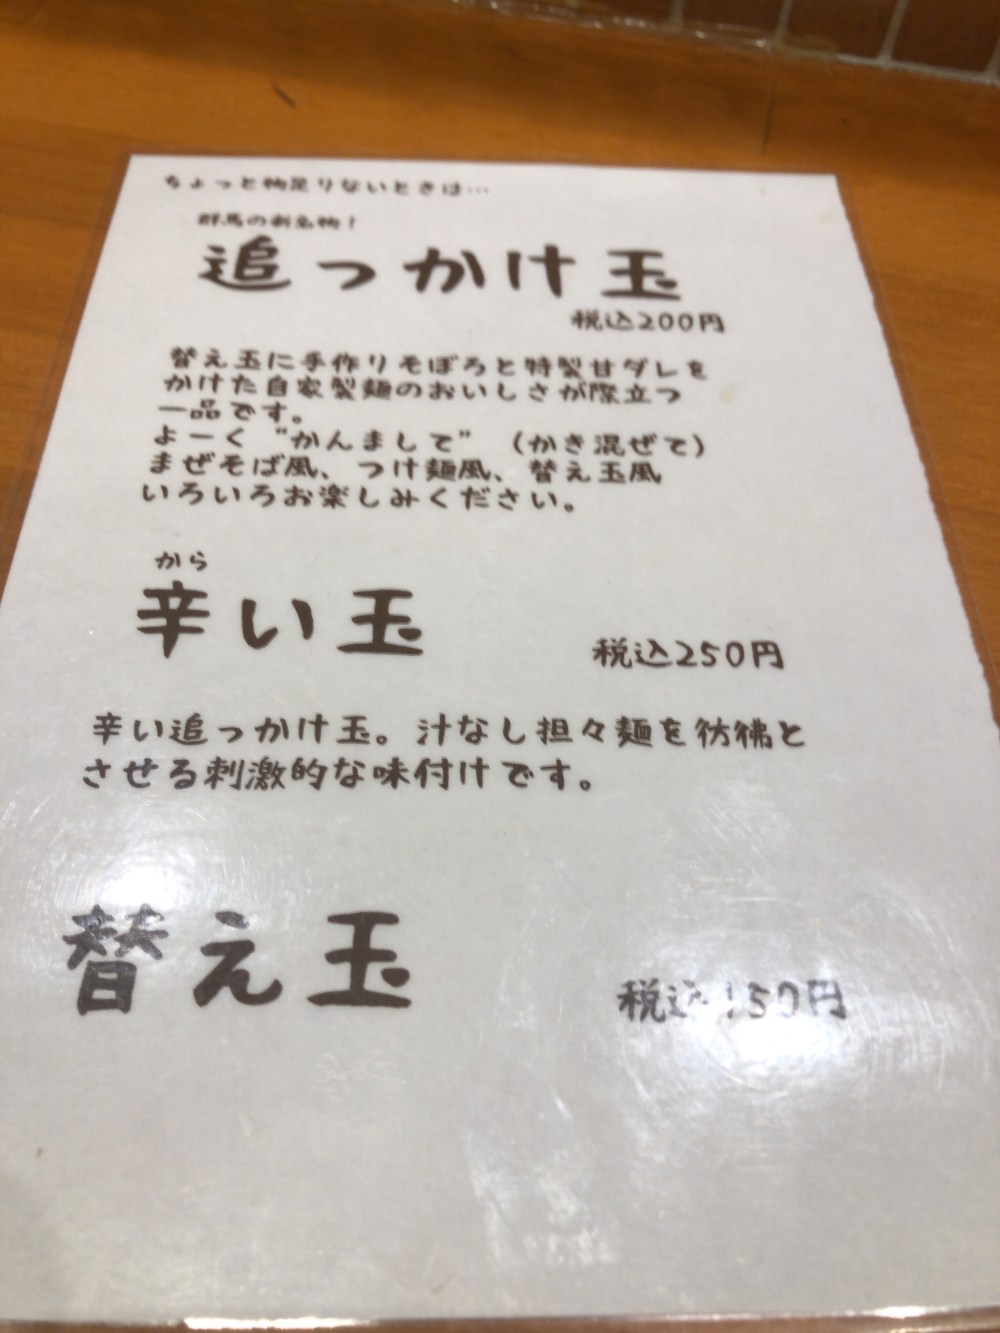 ちょっと物足りないときは…
群馬の新名物！
追っかけ玉
税込200円
替え玉に手作りそぼろと特製甘ダレを
かけた自家製麺のおいしさが際立つ
一品です。
よーく“かんまして”（かき混ぜて）
まぜそば風、つけ麺風、替え玉風
いろいろお楽しみください。
から
辛い玉
税込250円
辛い追っかけ玉。汁なし担々麺を彷彿と
させる刺激的な味付けです。
替え玉
税込150円